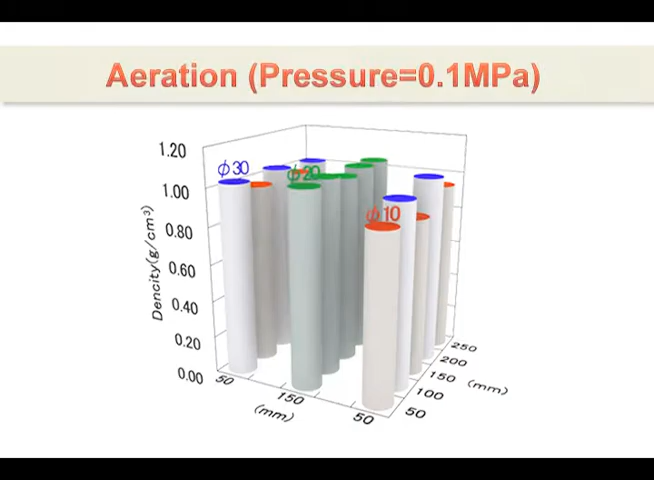 Aeration (Pressure=0.1MPa)
1.20
1.00
0.80
0.60
0.40
0.20
0.00
Dencity(g/cm³)
ϕ30
ϕ20
ϕ10
50
150
50
(mm)
50
100
150
200
250
(mm)